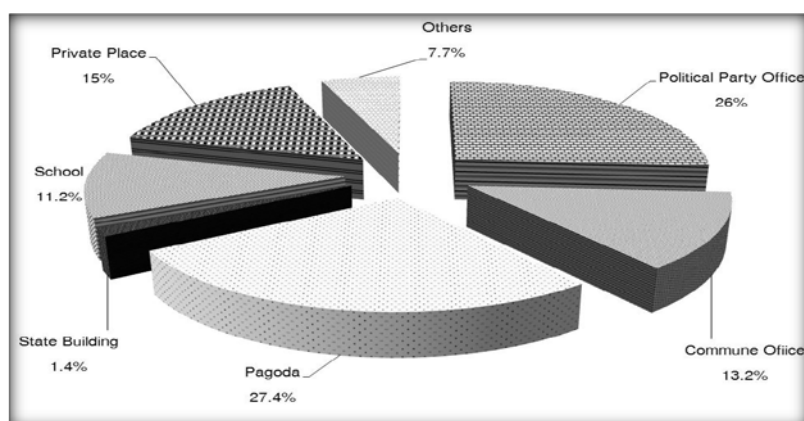 Others
7.7%
Private Place
15%
Political Party Office
26%
School
11.2%
State Building
1.4%
Pagoda
27.4%
Commune Ofiice
13.2%